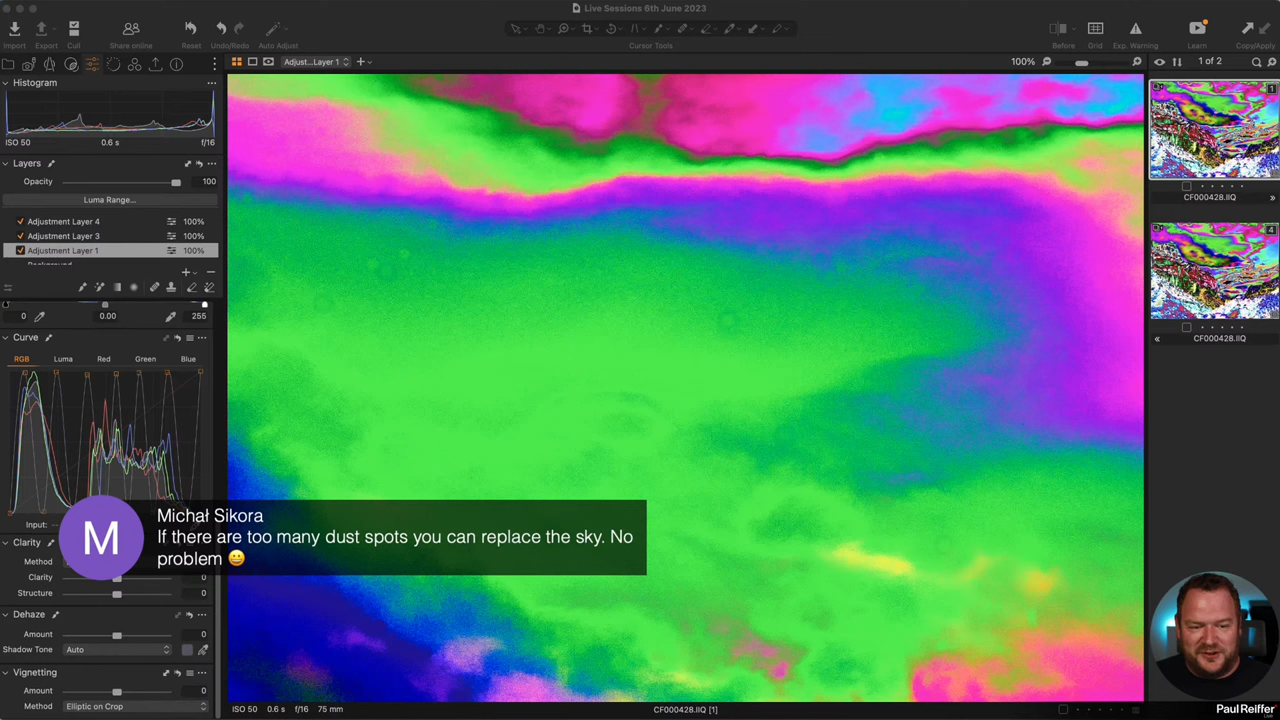 Live Sessions 6th June 2023
Import
Export
Cull
Share online
Reset
Undo/Redo
Auto Adjust
Cursor Tools
Before
Grid
Exp. Warning
Learn
Copy/Apply
Adjust...Layer 1
100%
1 of 2
Histogram
ISO 50
0.6 s
f/16
Layers
Opacity
100
Luma Range...
Adjustment Layer 4
100%
Adjustment Layer 3
100%
Adjustment Layer 1
100%
Background
0
0.00
255
Curve
RGB
Luma
Red
Green
Blue
Input:
M
Michał Sikora
If there are too many dust spots you can replace the sky. No
problem 😀
Clarity
Method
Clarity
0
Structure
0
Dehaze
Amount
0
Shadow Tone
Auto
Vignetting
Amount
0
Method
Elliptic on Crop
ISO 50
0.6 s
f/16
75 mm
CF000428.IIQ [1]
1
CF000428.IIQ
4
CF000428.IIQ
Paul Reiffer
Live